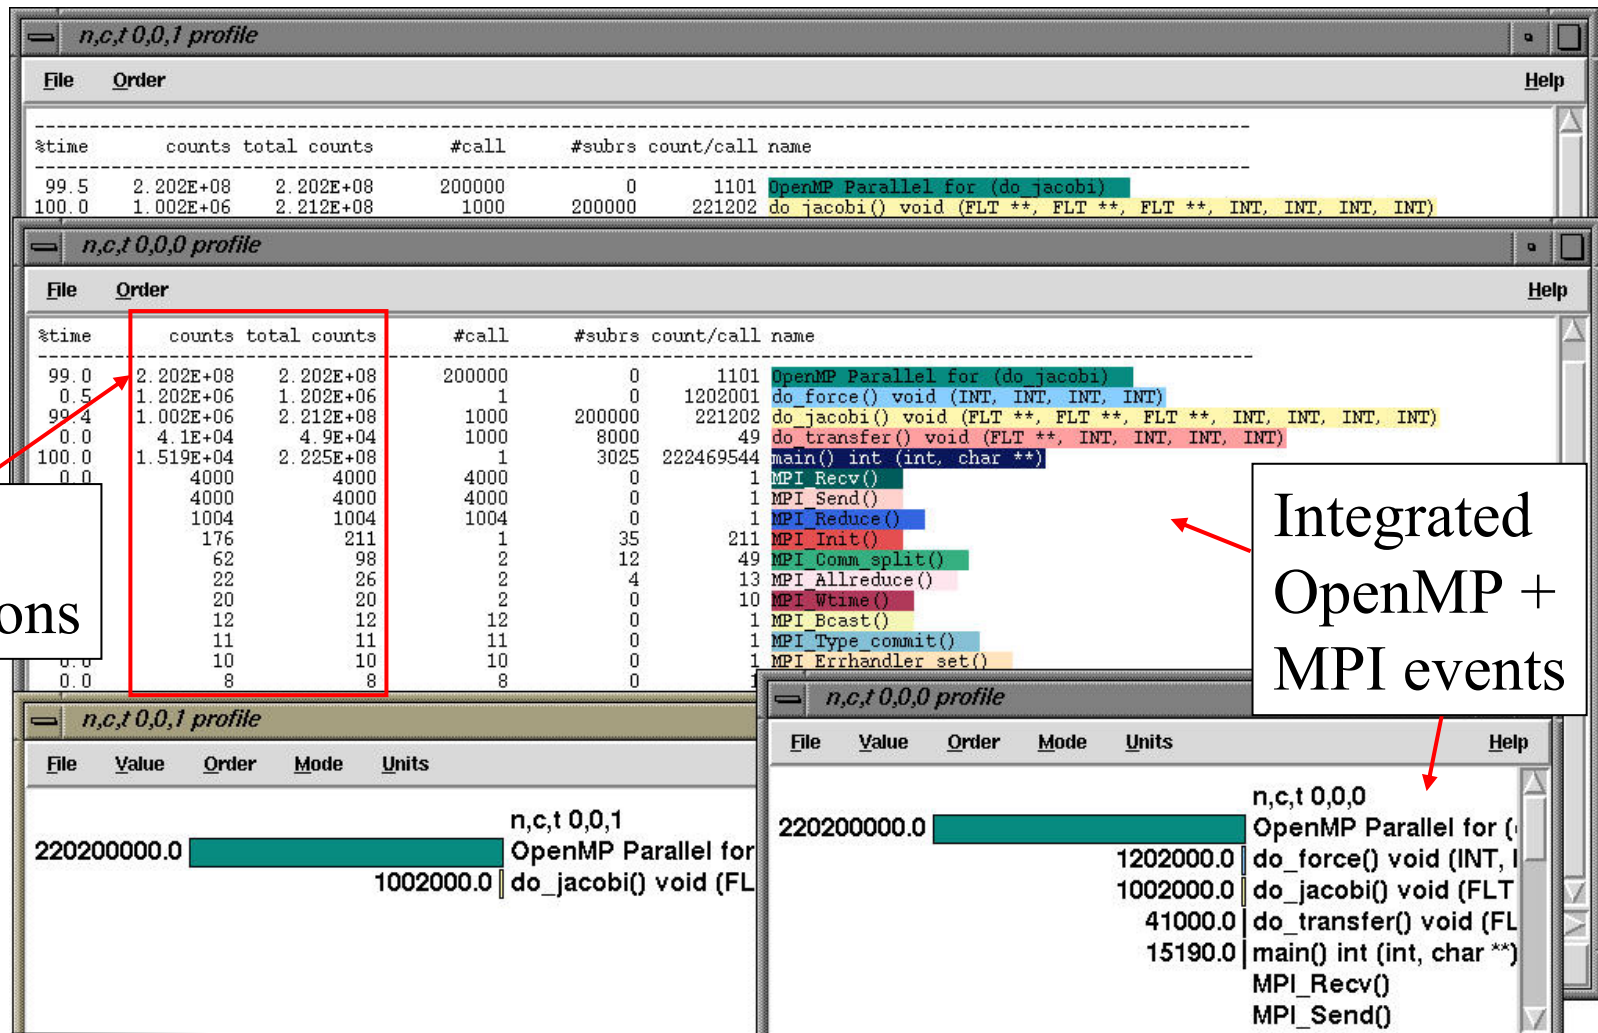 n,c,t 0,0,1 profile
File Order Help
%time counts total counts #call #subrs count/call name
99.5 2.202E+08 2.202E+08 200000 0 1101 OpenMP Parallel for (do_jacobi)
100.0 1.002E+06 2.212E+08 1000 200000 221202 do_jacobi() void (FLT **, FLT **, FLT **, INT, INT, INT, INT)
n,c,t 0,0,0 profile
File Order Help
%time counts total counts #call #subrs count/call name
99.0 2.202E+08 2.202E+08 200000 0 1101 OpenMP Parallel for (do_jacobi)
0.5 1.202E+06 1.202E+06 1 0 1202001 do_force() void (INT, INT, INT, INT)
99.4 1.002E+06 2.212E+08 1000 200000 221202 do_jacobi() void (FLT **, FLT **, FLT **, INT, INT, INT, INT)
0.0 4.1E+04 4.9E+04 1000 8000 49 do_transfer() void (FLT **, INT, INT, INT, INT)
100.0 1.519E+04 2.225E+08 1 3025 222469544 main() int (int, char **)
0.0 4000 4000 4000 0 1 MPI_Recv()
4000 4000 4000 0 1 MPI_Send()
1004 1004 1004 0 1 MPI_Reduce()
176 211 1 35 211 MPI_Init()
62 98 2 12 49 MPI_Comm_split()
22 26 2 4 13 MPI_Allreduce()
20 20 2 0 10 MPI_Wtime()
12 12 12 0 1 MPI_Bcast()
11 11 11 0 1 MPI_Type_commit()
0.0 10 10 10 0 1 MPI_Errhandler_set()
0.0 8 8 8 0 1
ons
Integrated
OpenMP +
MPI events
n,c,t 0,0,1 profile
File Value Order Mode Units
n,c,t 0,0,1
220200000.0 OpenMP Parallel for
1002000.0 do_jacobi() void (FL
n,c,t 0,0,0 profile
File Value Order Mode Units Help
n,c,t 0,0,0
220200000.0 OpenMP Parallel for (
1202000.0 do_force() void (INT, I
1002000.0 do_jacobi() void (FLT
41000.0 do_transfer() void (FL
15190.0 main() int (int, char **)
MPI_Recv()
MPI_Send()